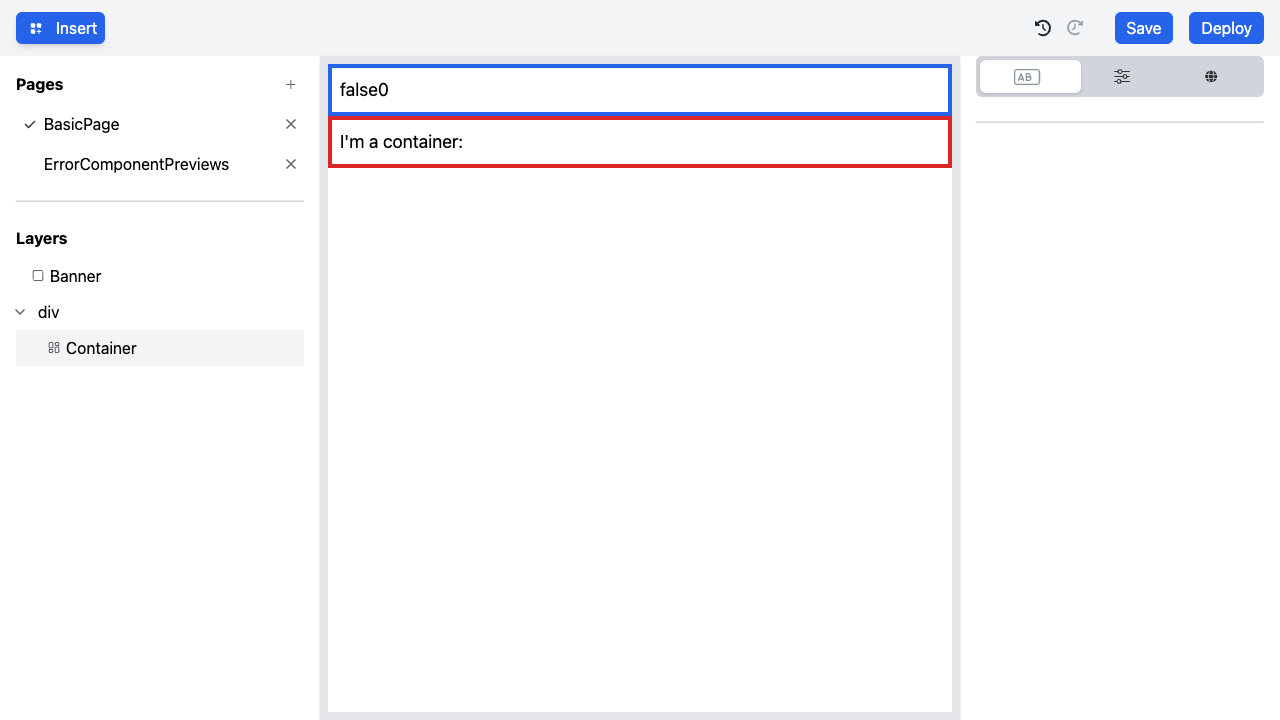 Insert
Save
Deploy
Pages
BasicPage
ErrorComponentPreviews
Layers
Banner
div
Container
false0
I'm a container:
AB